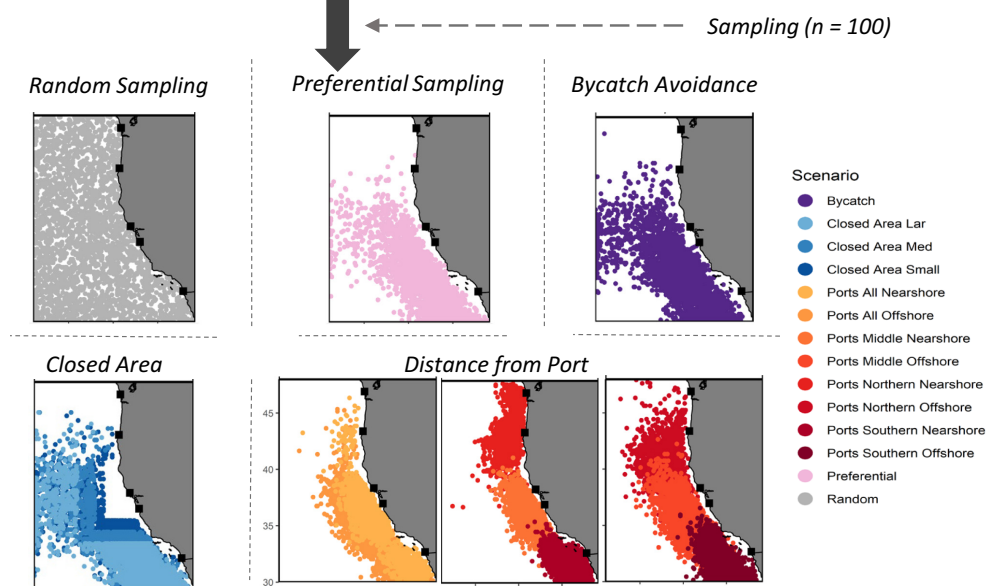 Sampling (n = 100)
Random Sampling
Preferential Sampling
Bycatch Avoidance
Scenario
Bycatch
Closed Area Lar
Closed Area Med
Closed Area Small
Ports All Nearshore
Ports All Offshore
Ports Middle Nearshore
Ports Middle Offshore
Ports Northern Nearshore
Ports Northern Offshore
Ports Southern Nearshore
Ports Southern Offshore
Preferential
Random
Closed Area
Distance from Port
45
40
35
30